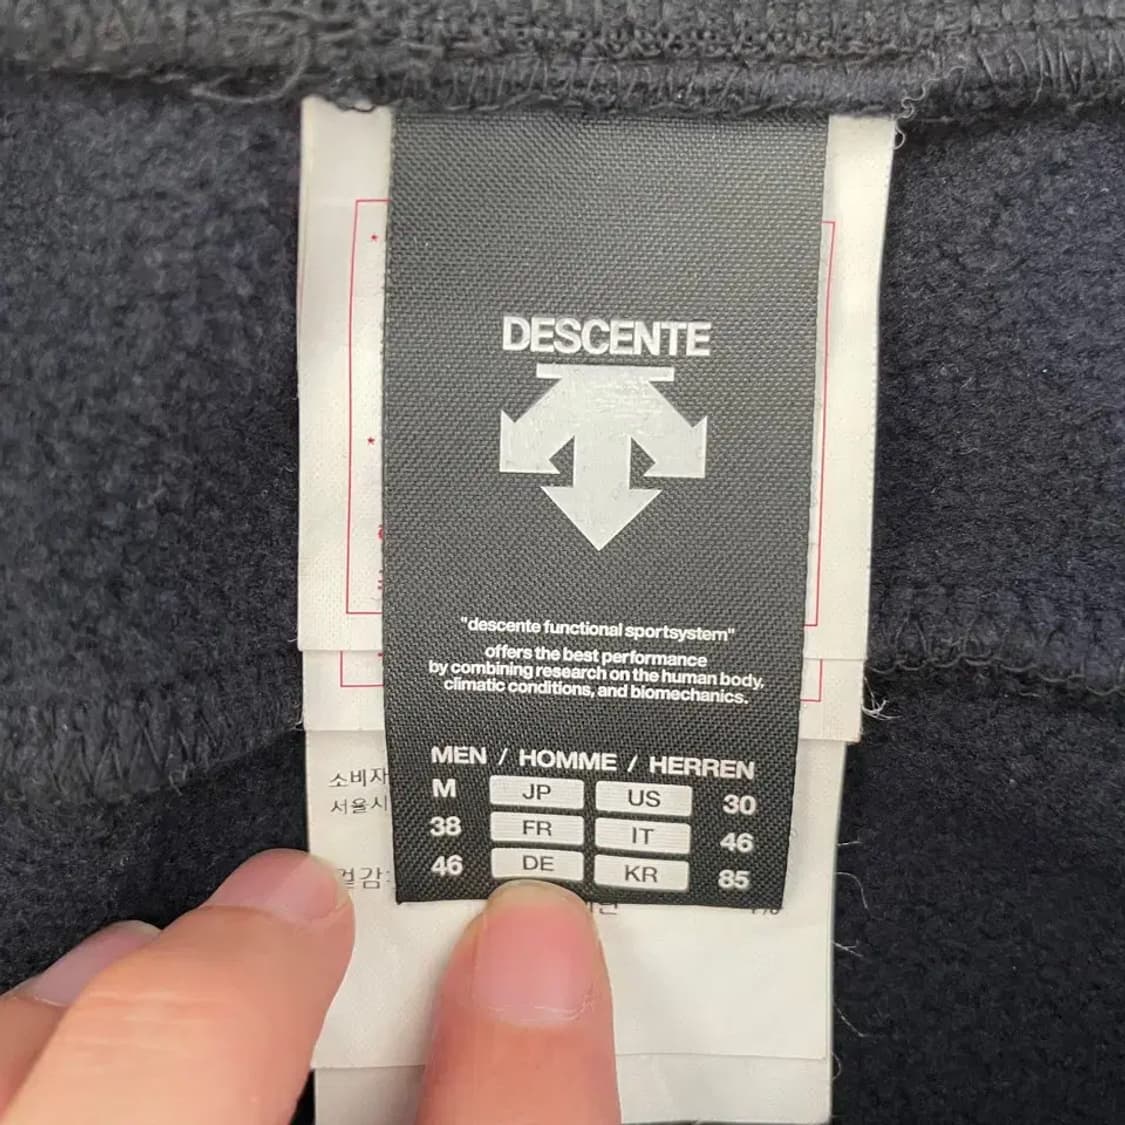 DESCENTE
"descente functional sportsystem"
offers the best performance
by combining research on the human body,
climatic conditions, and biomechanics.
MEN / HOMME / HERREN
M JP US 30
38 FR IT 46
46 DE KR 85
소비자
서울시
겉감